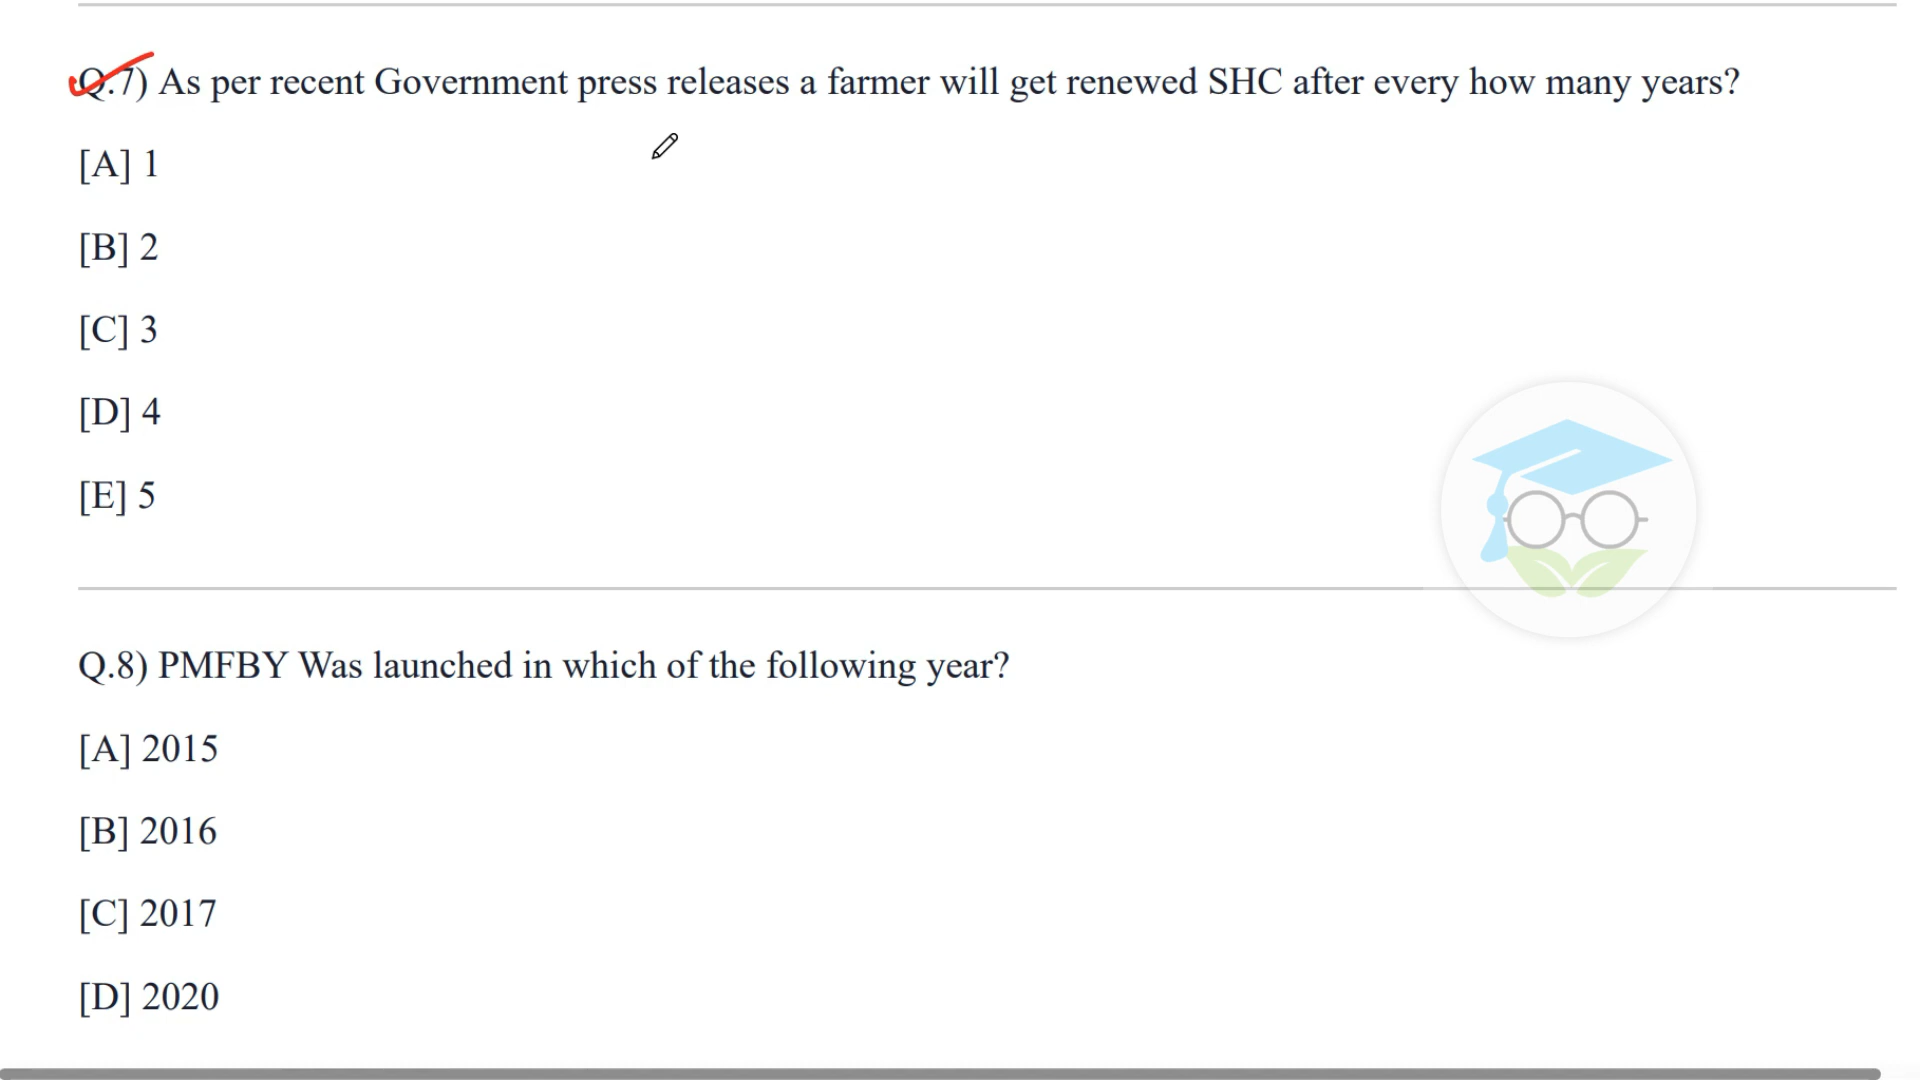 Q.7) As per recent Government press releases a farmer will get renewed SHC after every how many years?
[A] 1
[B] 2
[C] 3
[D] 4
[E] 5
Q.8) PMFBY Was launched in which of the following year?
[A] 2015
[B] 2016
[C] 2017
[D] 2020